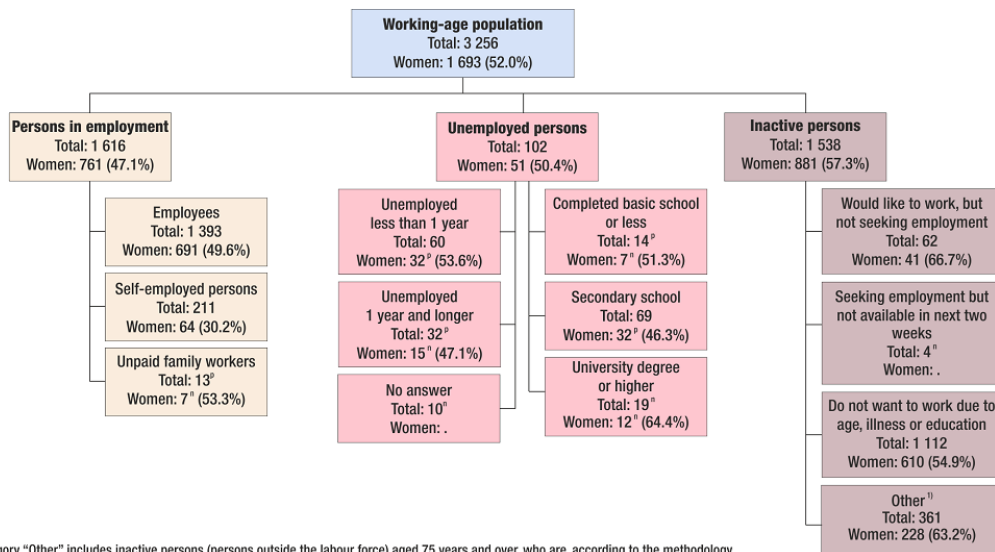 Working-age population
Total: 3 256
Women: 1 693 (52.0%)
Persons in employment
Total: 1 616
Women: 761 (47.1%)
Employees
Total: 1 393
Women: 691 (49.6%)
Self-employed persons
Total: 211
Women: 64 (30.2%)
Unpaid family workers
Total: 13ᵖ
Women: 7ⁿ (53.3%)
Unemployed persons
Total: 102
Women: 51 (50.4%)
Unemployed
less than 1 year
Total: 60
Women: 32ᵖ (53.6%)
Unemployed
1 year and longer
Total: 32ᵖ
Women: 15ⁿ (47.1%)
No answer
Total: 10ⁿ
Women: .
Completed basic school
or less
Total: 14ᵖ
Women: 7ⁿ (51.3%)
Secondary school
Total: 69
Women: 32ᵖ (46.3%)
University degree
or higher
Total: 19ⁿ
Women: 12ⁿ (64.4%)
Inactive persons
Total: 1 538
Women: 881 (57.3%)
Would like to work, but
not seeking employment
Total: 62
Women: 41 (66.7%)
Seeking employment but
not available in next two
weeks
Total: 4ⁿ
Women: .
Do not want to work due to
age, illness or education
Total: 1 112
Women: 610 (54.9%)
Other ¹⁾
Total: 361
Women: 228 (63.2%)
gory “Other” includes inactive persons (persons outside the labour force) aged 75 years and over, who are, according to the methodology